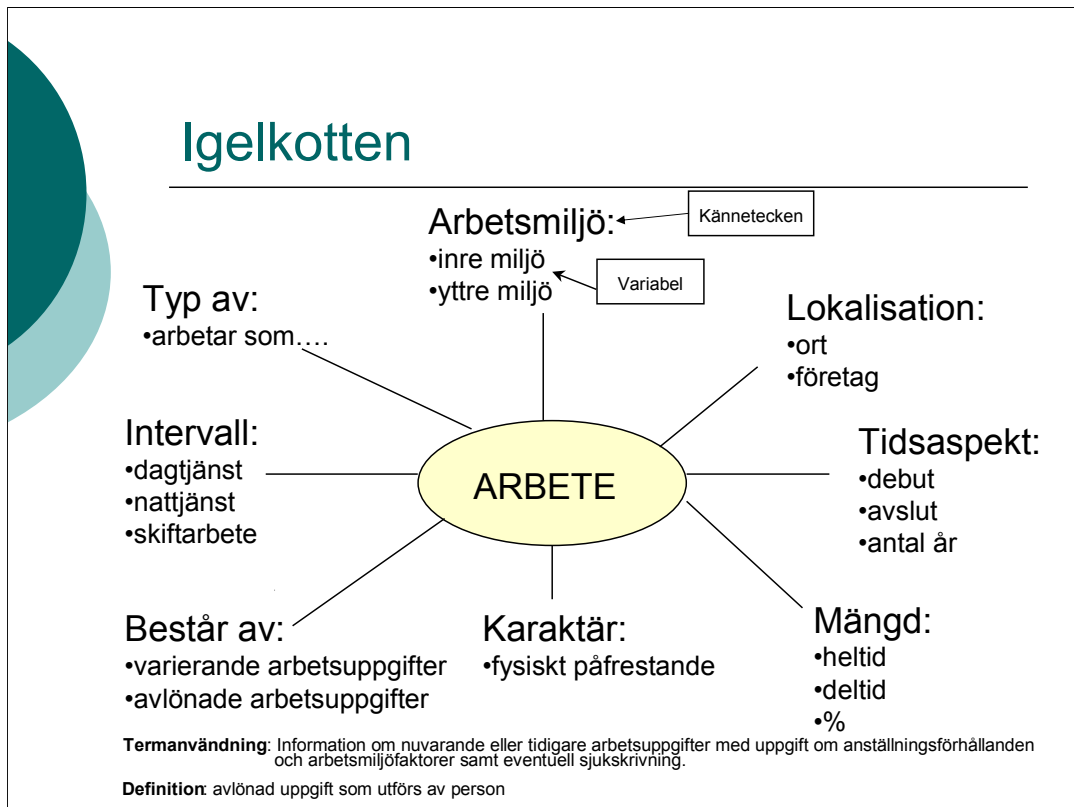 Igelkotten
Arbetsmiljö:
•inre miljö
•yttre miljö
Kännetecken
Variabel
Typ av:
•arbetar som….
Lokalisation:
•ort
•företag
Intervall:
•dagtjänst
•nattjänst
•skiftarbete
ARBETE
Tidsaspekt:
•debut
•avslut
•antal år
Består av:
•varierande arbetsuppgifter
•avlönade arbetsuppgifter
Karaktär:
•fysiskt påfrestande
Mängd:
•heltid
•deltid
•%
Termanvändning: Information om nuvarande eller tidigare arbetsuppgifter med uppgift om anställningsförhållanden
och arbetsmiljöfaktorer samt eventuell sjukskrivning.
Definition: avlönad uppgift som utförs av person